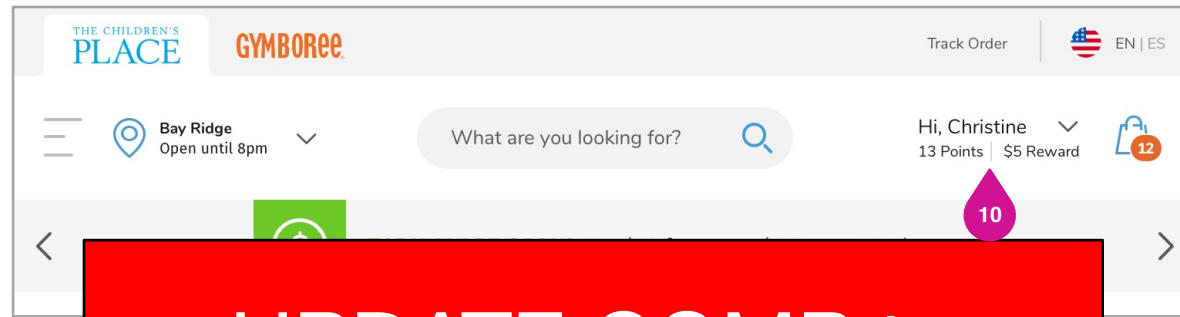 THE CHILDREN'S
PLACE
GYMBOREE
Track Order
EN | ES
Bay Ridge
Open until 8pm
What are you looking for?
Hi, Christine
13 Points | $5 Reward
12
10